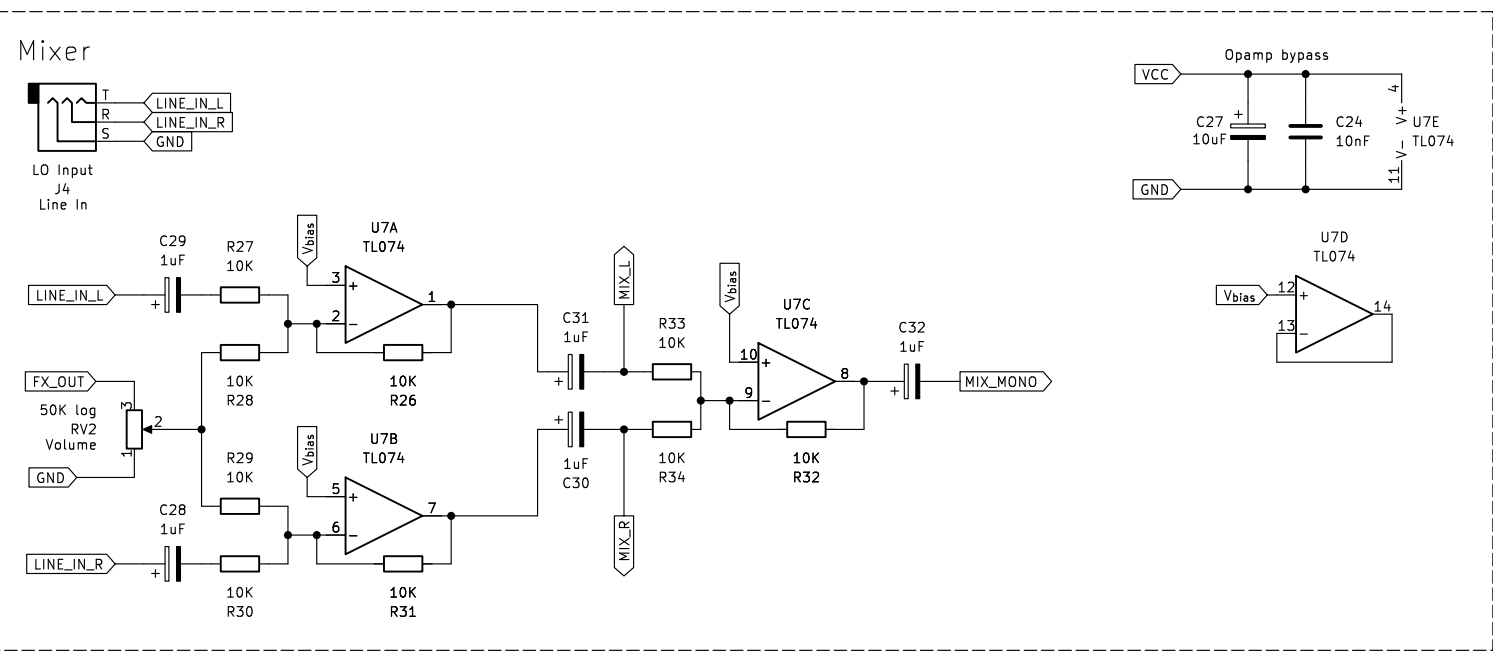 Mixer
T
LINE_IN_L
R
LINE_IN_R
S
GND
LO Input
J4
Line In
Opamp bypass
VCC
GND
+
C27
10uF
C24
10nF
4
V+
V-
11
U7E
TL074
C29
1uF
+
LINE_IN_L
R27
10K
10K
R28
Vbias
U7A
TL074
3
+
2
-
1
10K
R26
FX_OUT
50K log
RV2
Volume
3
2
1
GND
R29
10K
C28
1uF
+
LINE_IN_R
10K
R30
Vbias
U7B
TL074
5
+
6
-
7
10K
R31
C31
1uF
+
MIX_L
+
1uF
C30
MIX_R
R33
10K
10K
R34
Vbias
U7C
TL074
10
+
9
-
8
10K
R32
C32
1uF
+
MIX_MONO
U7D
TL074
Vbias
12
+
13
-
14